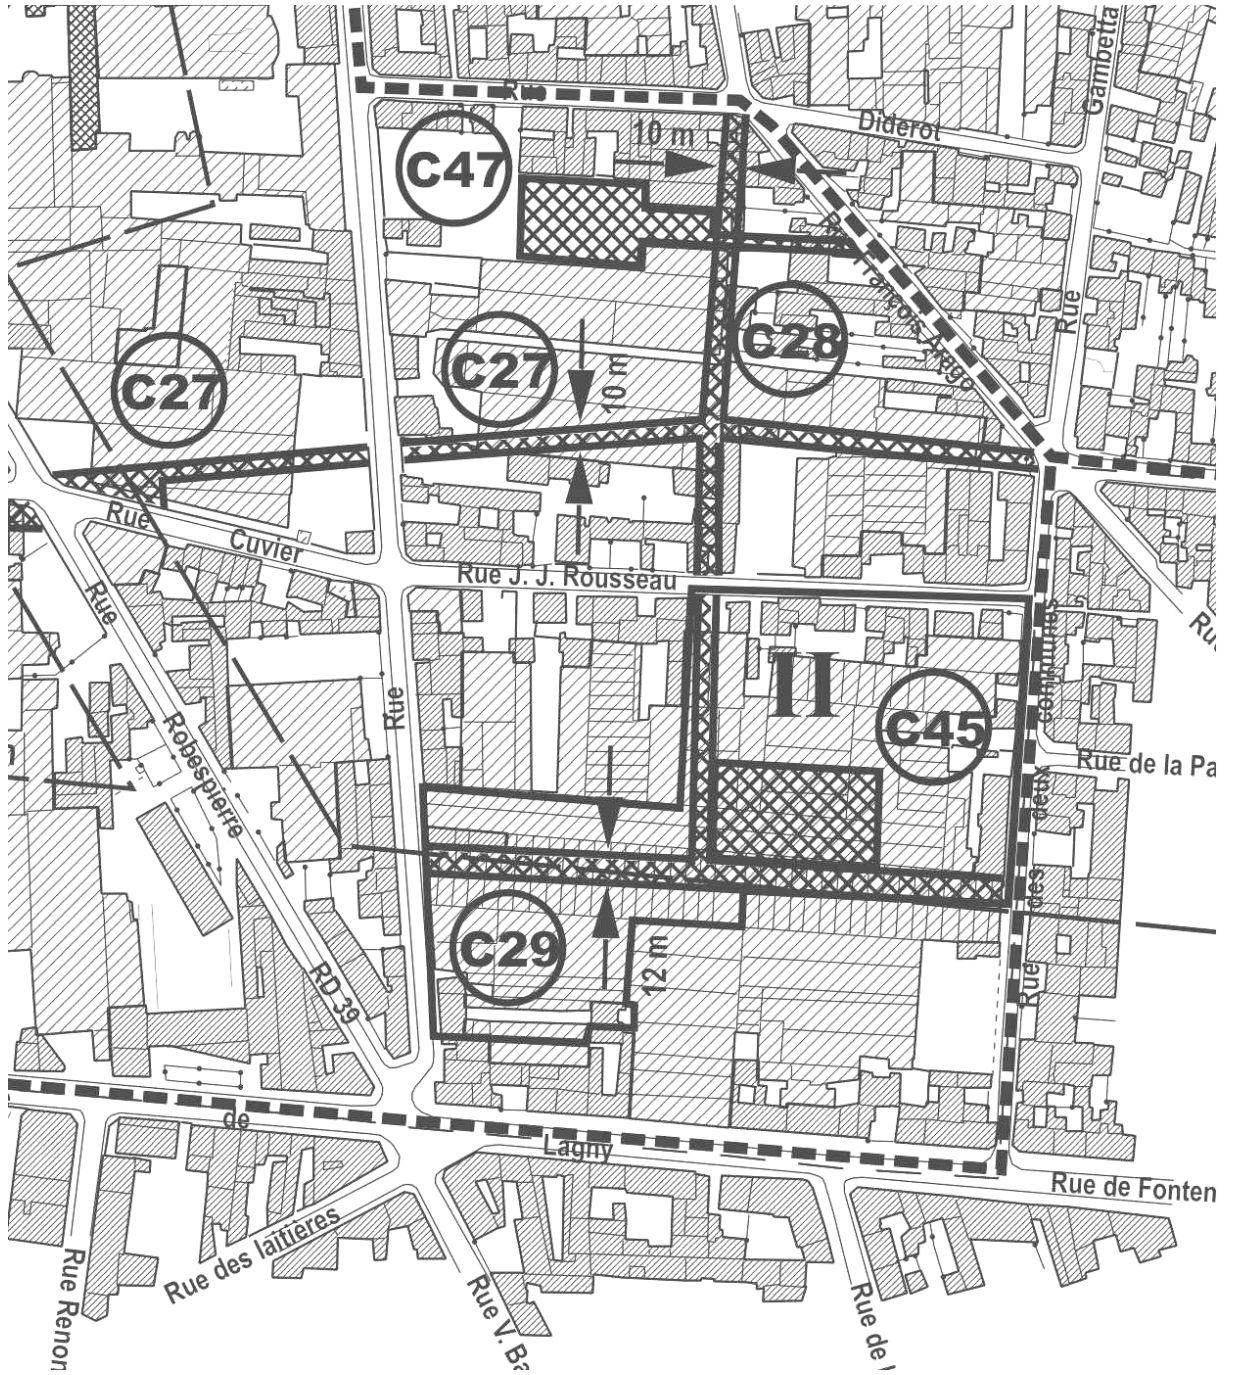 Rue
Gambetta
Diderot
10 m
C47
Rue François Arago
Rue
C28
C27
10 m
C27
Rue
Cuvier
Rue J. J. Rousseau
Rue
Robespierre
RD 39
Rue
II
C45
Rue des deux communes
Rue de la Pa
C29
12 m
de
Lagny
Rue de Fonten
Rue des laitières
Rue Renon
Rue V. Ba
Rue de